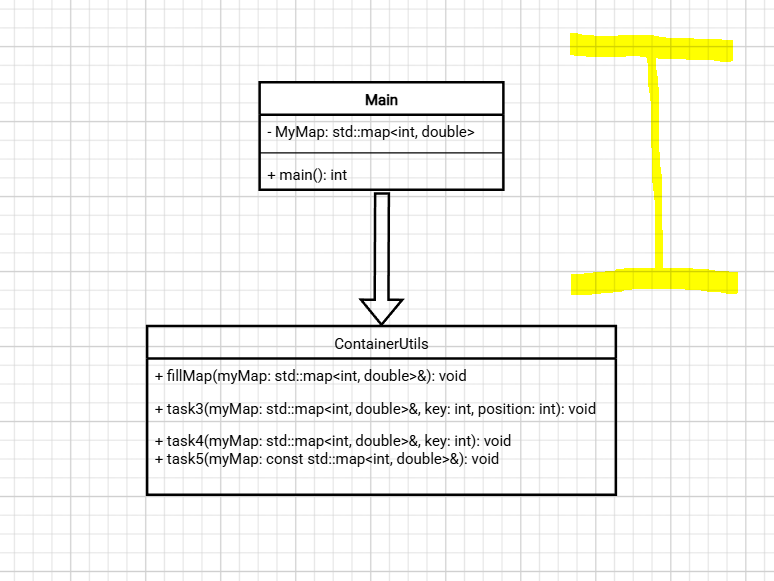 Main
- MyMap: std::map<int, double>
+ main(): int
ContainerUtils
+ fillMap(myMap: std::map<int, double>&): void
+ task3(myMap: std::map<int, double>&, key: int, position: int): void
+ task4(myMap: std::map<int, double>&, key: int): void
+ task5(myMap: const std::map<int, double>&): void